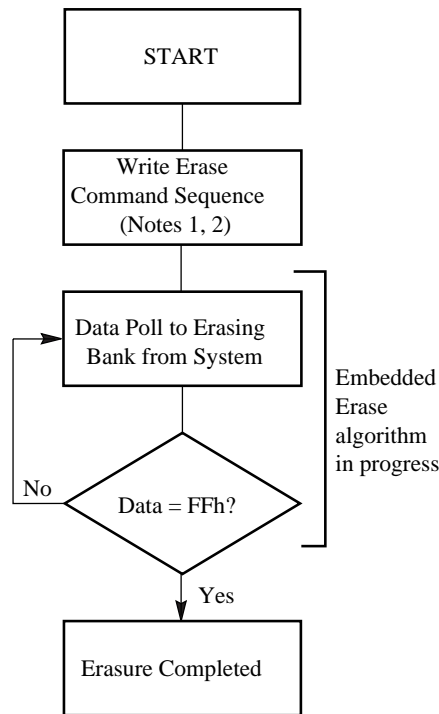 START
Write Erase
Command Sequence
(Notes 1, 2)
Data Poll to Erasing
Bank from System
Embedded
Erase
algorithm
in progress
No
Data = FFh?
Yes
Erasure Completed